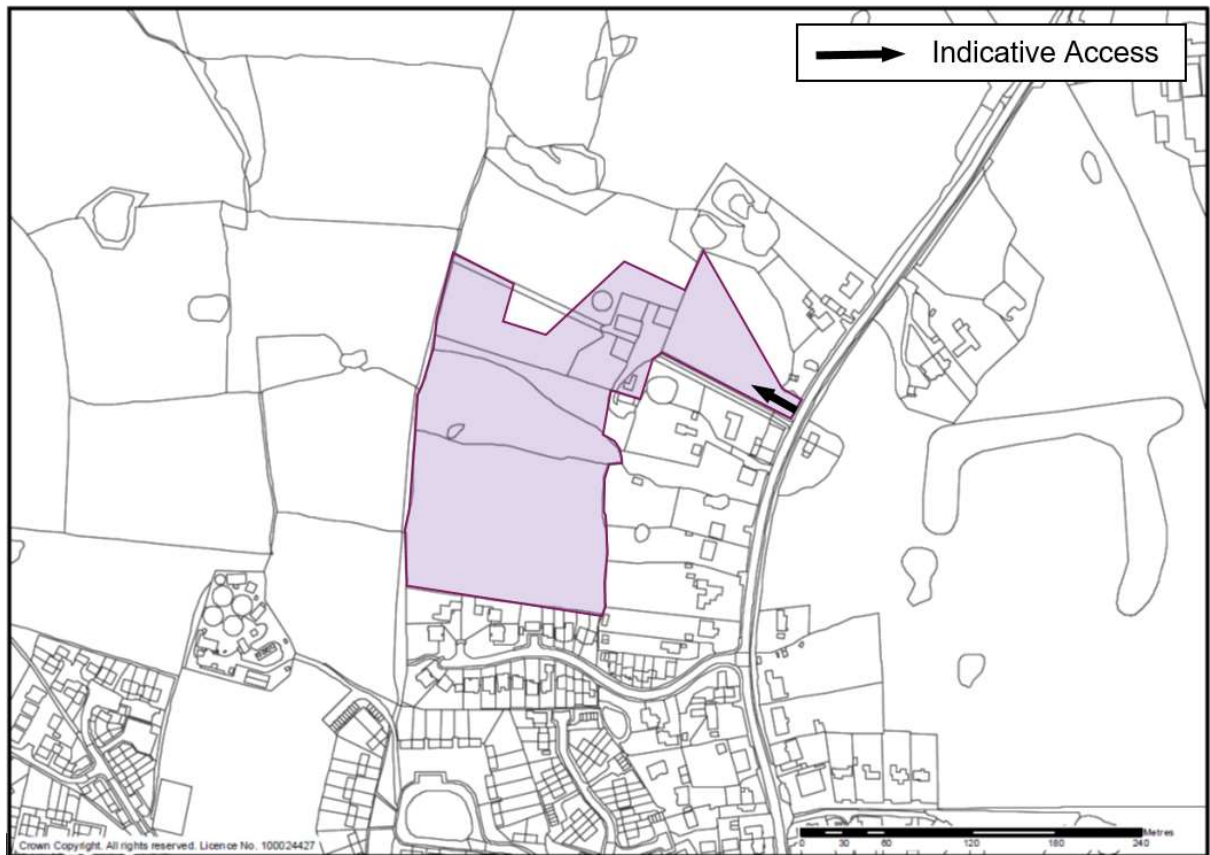 Indicative Access
Metres
0 30 60 120 180 240
Crown Copyright. All rights reserved. Licence No. 100024427